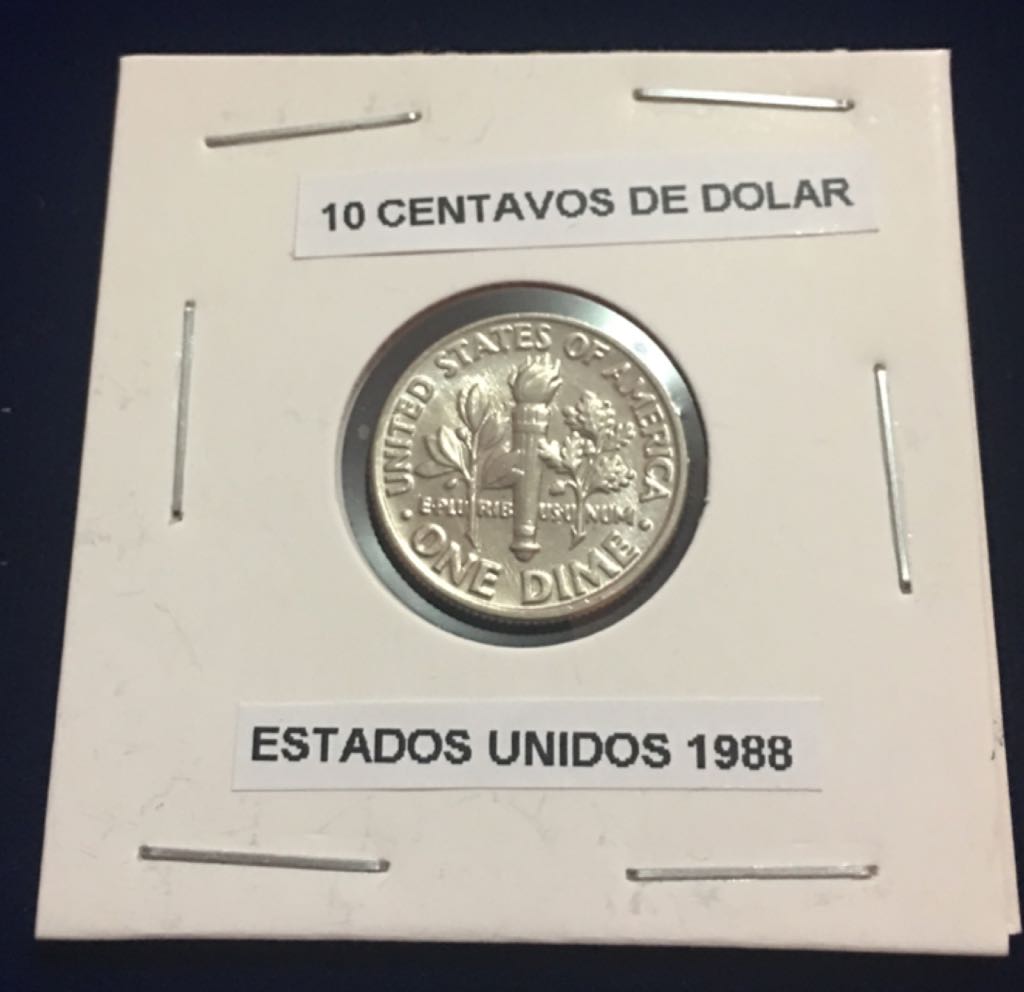 10 CENTAVOS DE DOLAR
UNITED STATES OF AMERICA
E·PLURIBUS·UNUM
ONE DIME
ESTADOS UNIDOS 1988